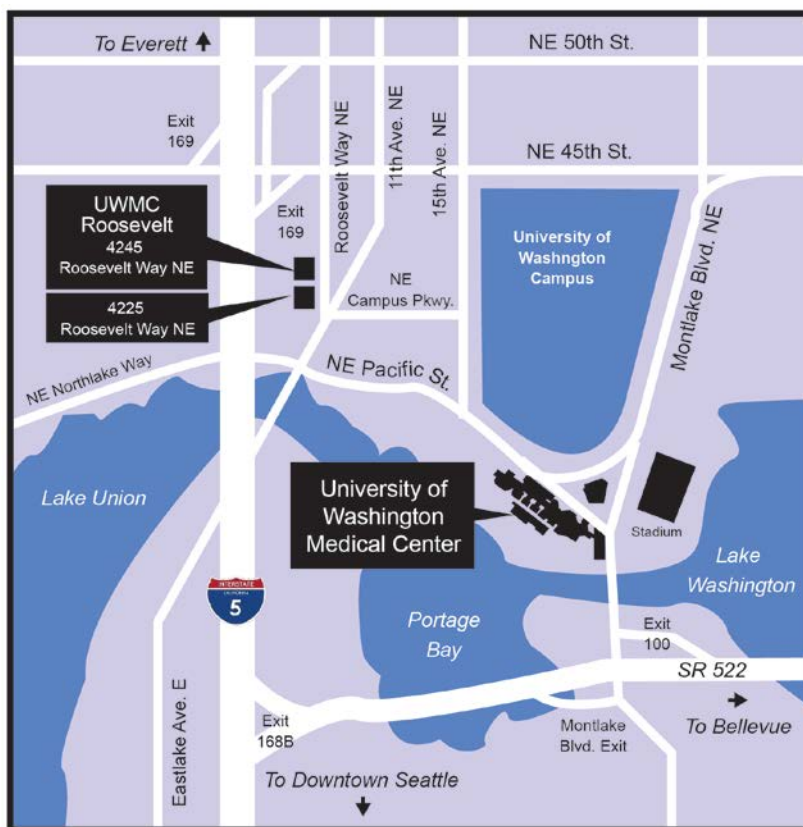 To Everett
NE 50th St.
Exit
169
Roosevelt Way NE
11th Ave. NE
15th Ave. NE
NE 45th St.
UWMC
Roosevelt
4245
Roosevelt Way NE
Exit
169
4225
Roosevelt Way NE
NE
Campus Pkwy.
University of
Washngton
Campus
Montlake Blvd. NE
NE Northlake Way
NE Pacific St.
Lake Union
University of
Washington
Medical Center
Stadium
Lake
Washington
INTERSTATE
CALIFORNIA
5
Portage
Bay
Exit
100
SR 522
Eastlake Ave. E
Exit
168B
Montlake
Blvd. Exit
To Bellevue
To Downtown Seattle